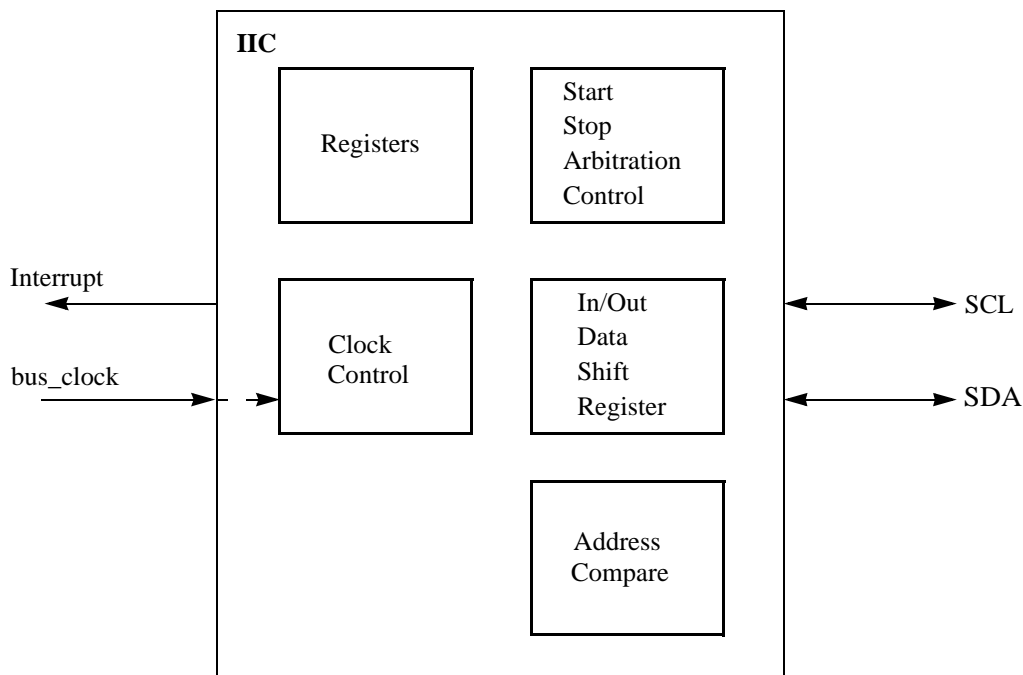 IIC
Registers
Start
Stop
Arbitration
Control
Interrupt
bus_clock
Clock
Control
In/Out
Data
Shift
Register
SCL
SDA
Address
Compare